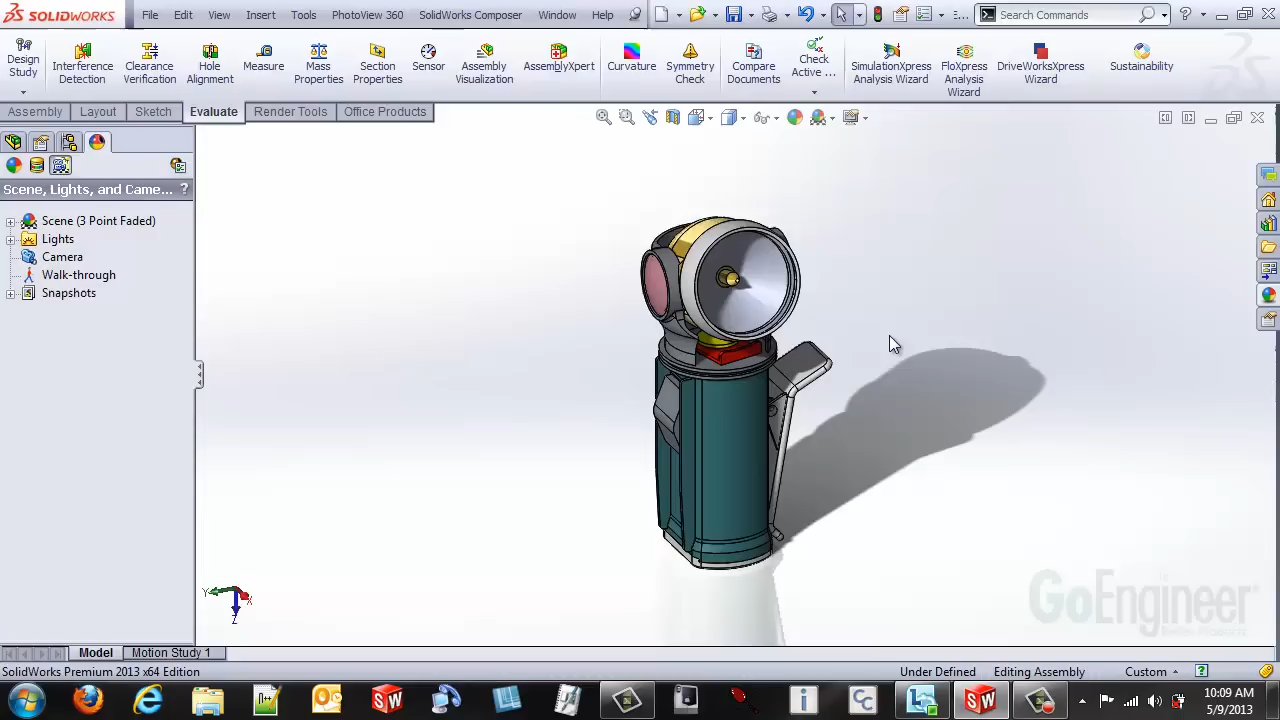 SOLIDWORKS File Edit View Insert Tools PhotoView 360 SolidWorks Composer Window Help Search Commands ?
Design Study
Interference Detection
Clearance Verification
Hole Alignment
Measure
Mass Properties
Section Properties
Sensor
Assembly Visualization
AssemblyXpert
Curvature
Symmetry Check
Compare Documents
Check Active ...
SimulationXpress Analysis Wizard
FloXpress Analysis Wizard
DriveWorksXpress Wizard
Sustainability
Assembly Layout Sketch Evaluate Render Tools Office Products
Scene, Lights, and Came... ?
Scene (3 Point Faded)
Lights
Camera
Walk-through
Snapshots
Y X
Z
GoEngineer
Model Motion Study 1
SolidWorks Premium 2013 x64 Edition Under Defined Editing Assembly Custom ?
10:09 AM
5/9/2013